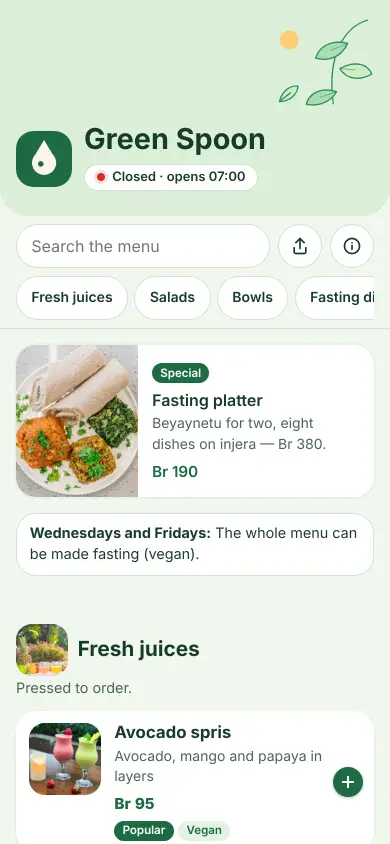 Green Spoon
Closed · opens 07:00
Search the menu
Fresh juices
Salads
Bowls
Fasting di
Special
Fasting platter
Beyaynetu for two, eight
dishes on injera — Br 380.
Br 190
Wednesdays and Fridays: The whole menu can
be made fasting (vegan).
Fresh juices
Pressed to order.
Avocado spris
Avocado, mango and papaya in
layers
Br 95
Popular
Vegan